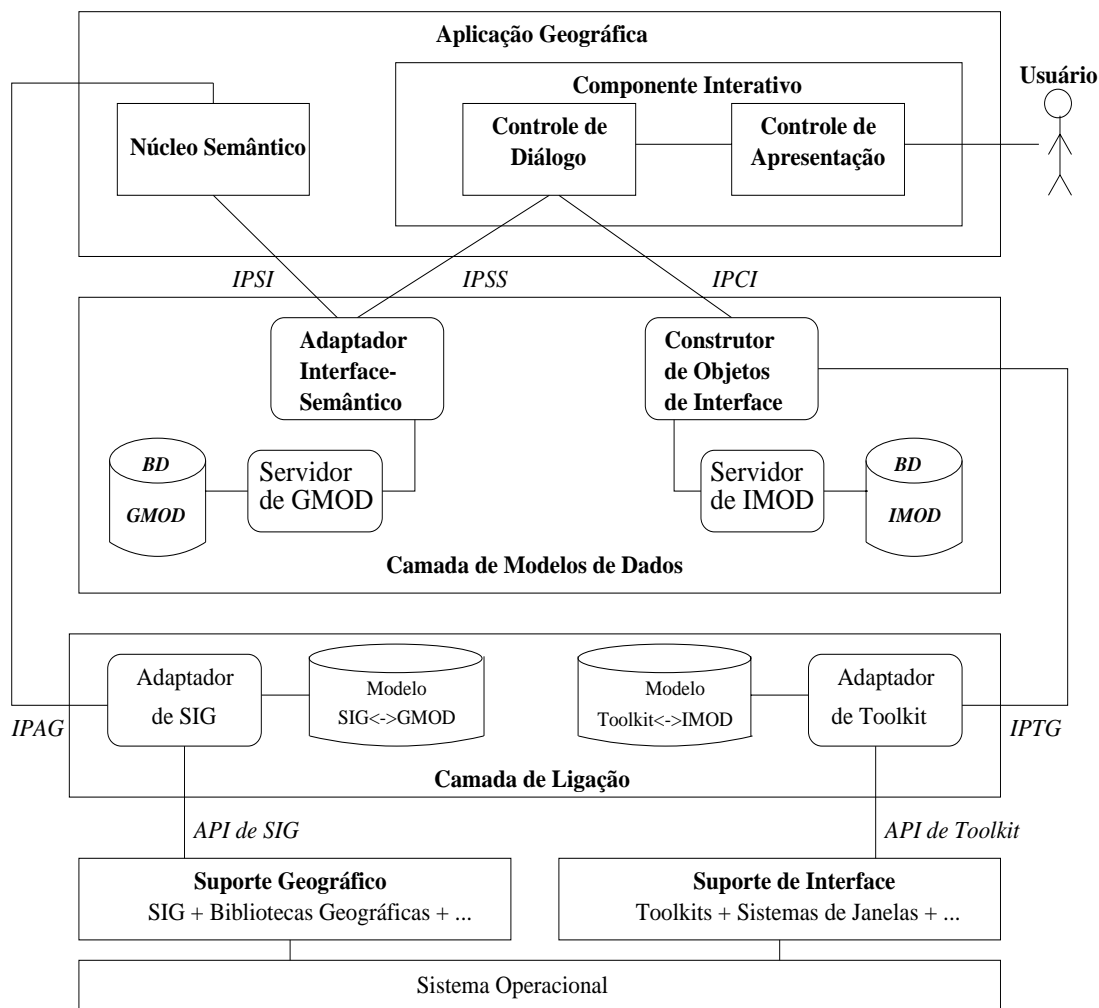 Aplicação Geográfica
Componente Interativo
Usuário
Núcleo Semântico
Controle de
Diálogo
Controle de
Apresentação
IPSI
IPSS
IPCI
Adaptador
Interface-
Semântico
Construtor
de Objetos
de Interface
BD
GMOD
Servidor
de GMOD
Servidor
de IMOD
BD
IMOD
Camada de Modelos de Dados
Adaptador
de SIG
Modelo
SIG<->GMOD
Modelo
Toolkit<->IMOD
Adaptador
de Toolkit
IPAG
IPTG
Camada de Ligação
API de SIG
API de Toolkit
Suporte Geográfico
SIG + Bibliotecas Geográficas + ...
Suporte de Interface
Toolkits + Sistemas de Janelas + ...
Sistema Operacional